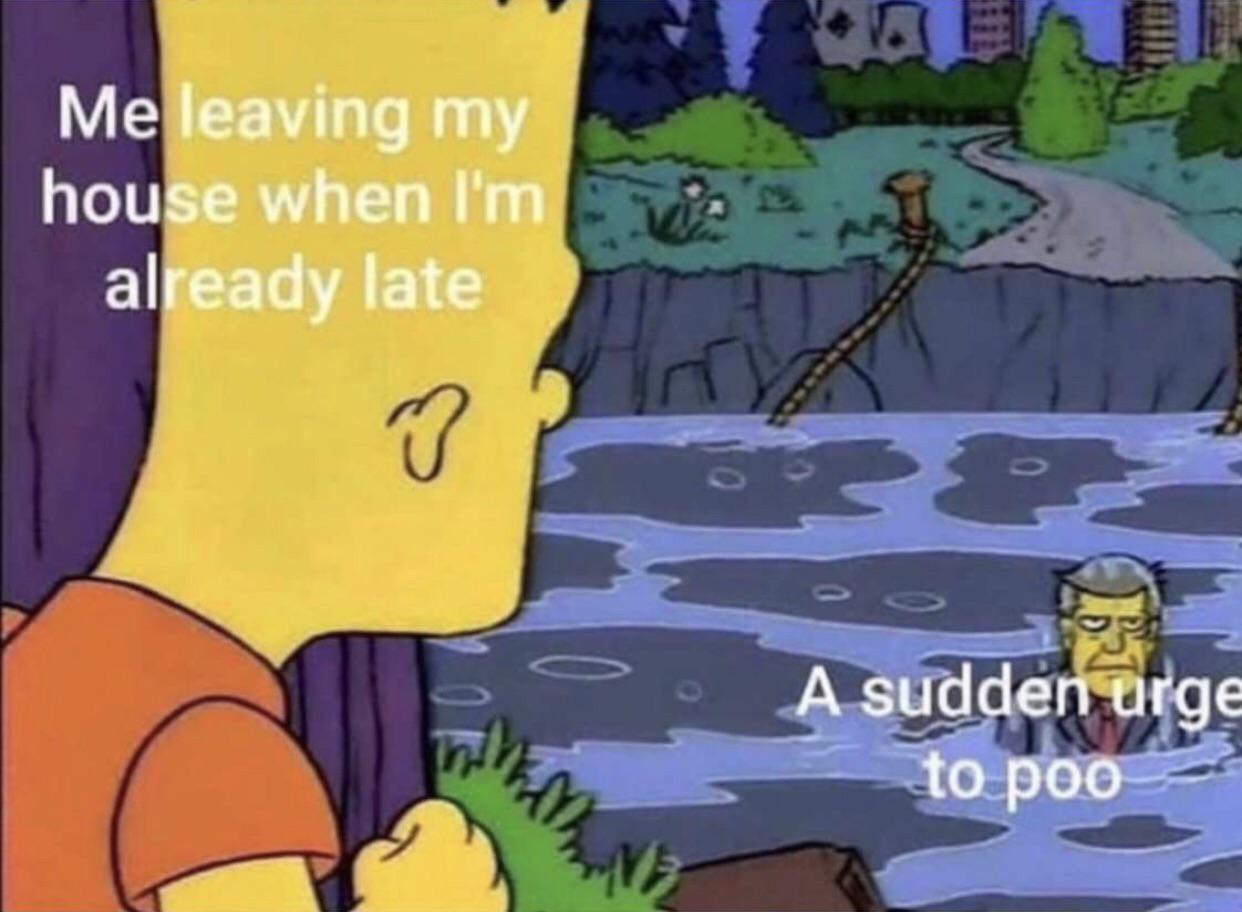 Me leaving my
house when I'm
already late
A sudden urge
to poo